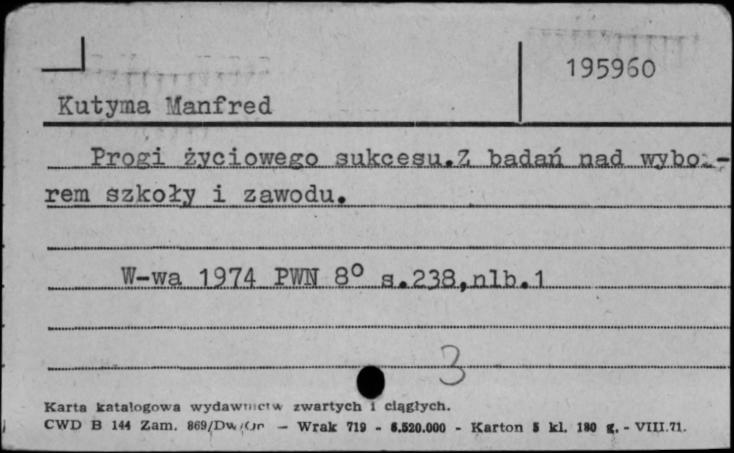 195960
Kutyma Manfred
Progi życiowego sukcesu.Z badań nad wybo-
rem szkoły i zawodu.
W-wa 1974 PWN 8° s.238,nlb.1
3
Karta katalogowa wydawnictw zwartych i ciągłych.
CWD B 144 Zam. 869/Dw/ — Wrak 719 - 8.520.000 - Karton 5 kl. 180 g. - VIII.71.